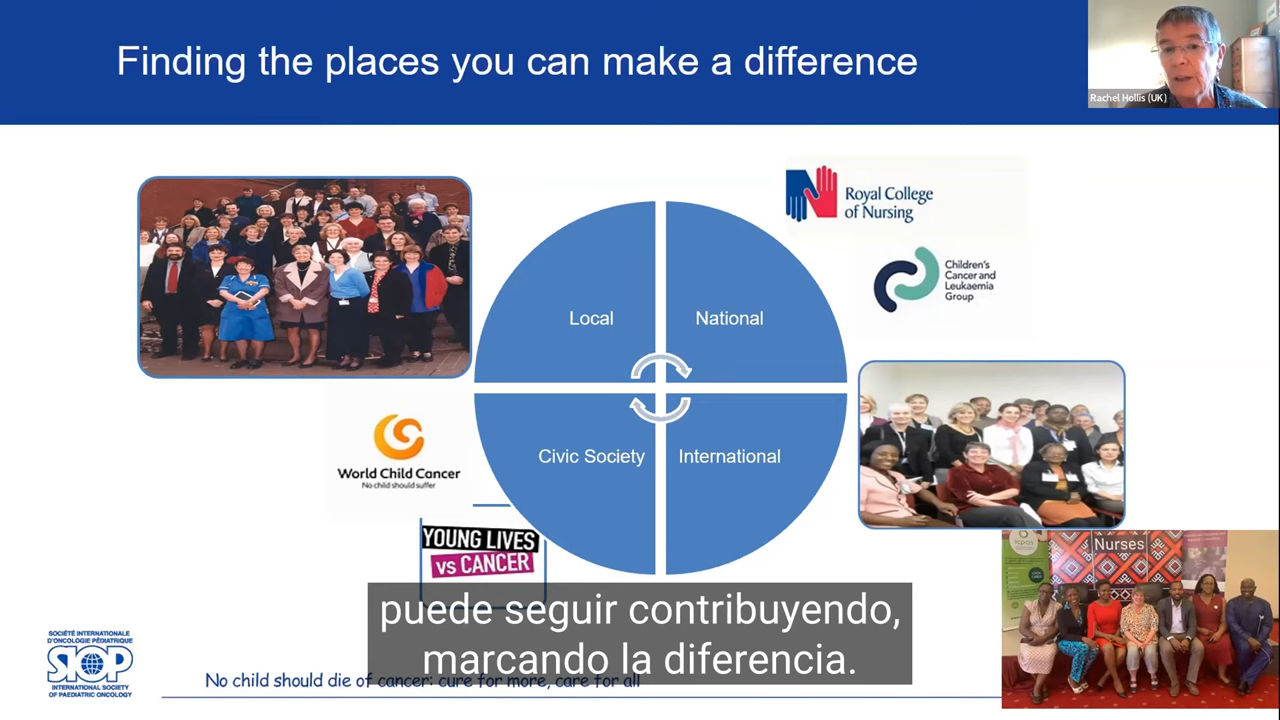 Finding the places you can make a difference
Rachel Hollis (UK)
Royal College
of Nursing
Children's
Cancer and
Leukaemia
Group
Local
National
Civic Society
International
World Child Cancer
No child should suffer
YOUNG LIVES
vs CANCER
Nurses
icpcn
puede seguir contribuyendo,
marcando la diferencia.
SOCIÉTÉ INTERNATIONALE
D'ONCOLOGIE PÉDIATRIQUE
SIOP
INTERNATIONAL SOCIETY
OF PAEDIATRIC ONCOLOGY
No child should die of cancer: cure for more, care for all